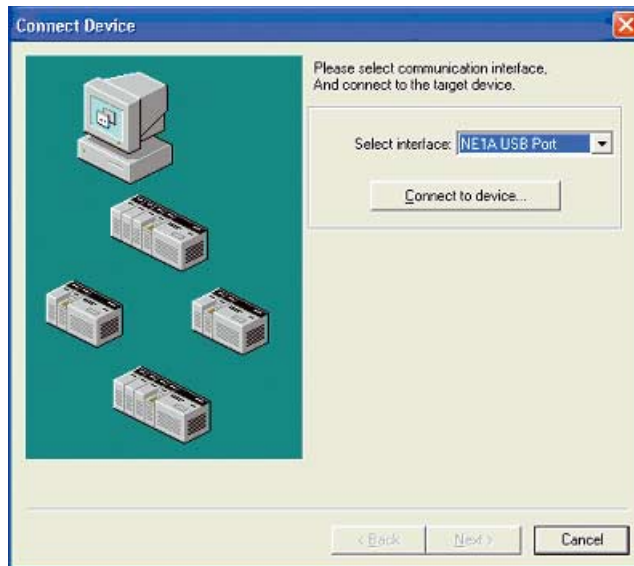 Connect Device
Please select communication interface,
And connect to the target device.
Select interface: NE1A USB Port
Connect to device...
< Back
Next >
Cancel